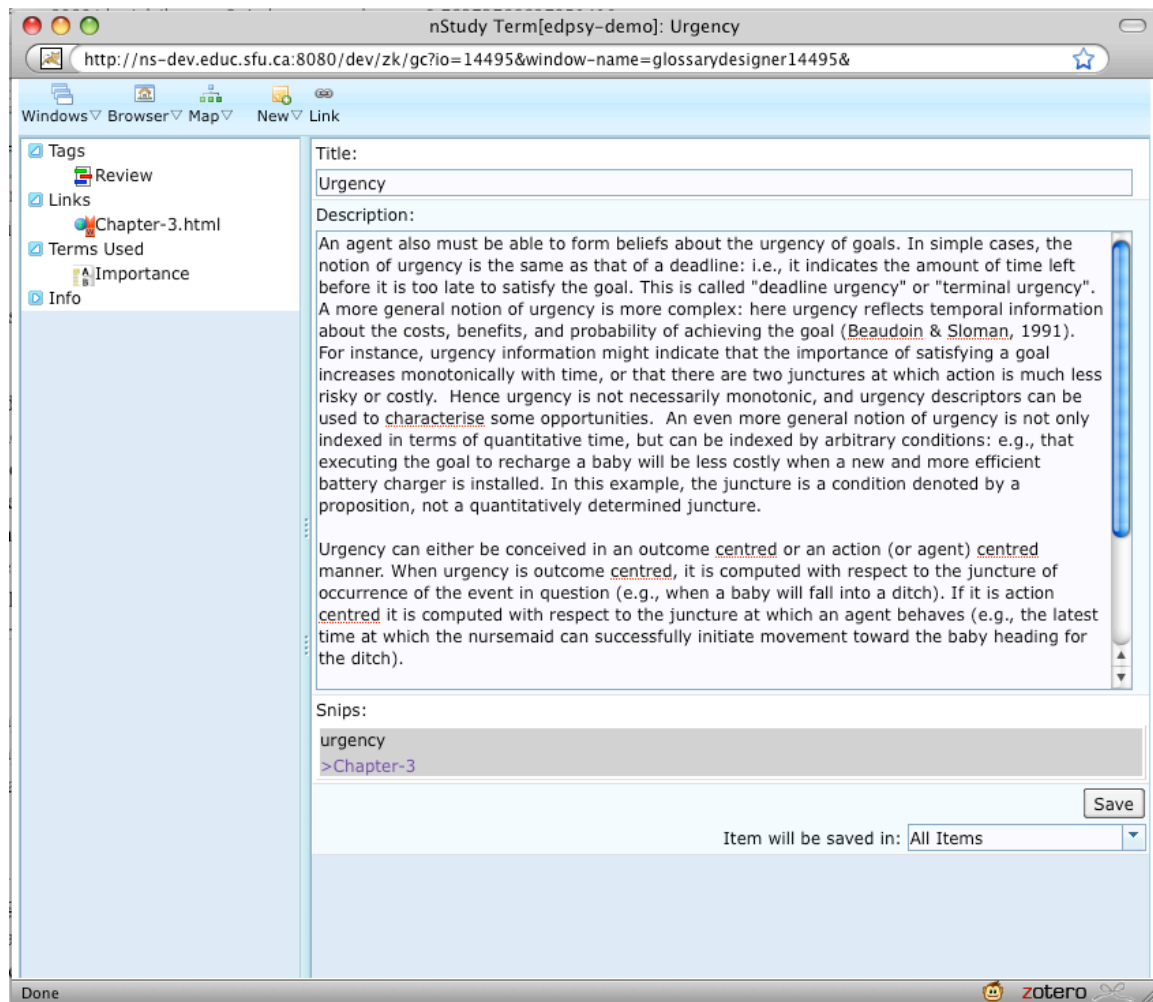 nStudy Term[edpsy-demo]: Urgency
http://ns-dev.educ.sfu.ca:8080/dev/zk/gc?io=14495&window-name=glossarydesigner14495&
Windows Browser Map New Link
Tags
Review
Links
Chapter-3.html
Terms Used
Importance
Info
Title:
Urgency
Description:
An agent also must be able to form beliefs about the urgency of goals. In simple cases, the
notion of urgency is the same as that of a deadline: i.e., it indicates the amount of time left
before it is too late to satisfy the goal. This is called "deadline urgency" or "terminal urgency".
A more general notion of urgency is more complex: here urgency reflects temporal information
about the costs, benefits, and probability of achieving the goal (Beaudoin & Sloman, 1991).
For instance, urgency information might indicate that the importance of satisfying a goal
increases monotonically with time, or that there are two junctures at which action is much less
risky or costly.  Hence urgency is not necessarily monotonic, and urgency descriptors can be
used to characterise some opportunities.  An even more general notion of urgency is not only
indexed in terms of quantitative time, but can be indexed by arbitrary conditions: e.g., that
executing the goal to recharge a baby will be less costly when a new and more efficient
battery charger is installed. In this example, the juncture is a condition denoted by a
proposition, not a quantitatively determined juncture.
Urgency can either be conceived in an outcome centred or an action (or agent) centred
manner. When urgency is outcome centred, it is computed with respect to the juncture of
occurrence of the event in question (e.g., when a baby will fall into a ditch). If it is action
centred it is computed with respect to the juncture at which an agent behaves (e.g., the latest
time at which the nursemaid can successfully initiate movement toward the baby heading for
the ditch).
Snips:
urgency
>Chapter-3
Save
Item will be saved in: All Items
Done
zotero